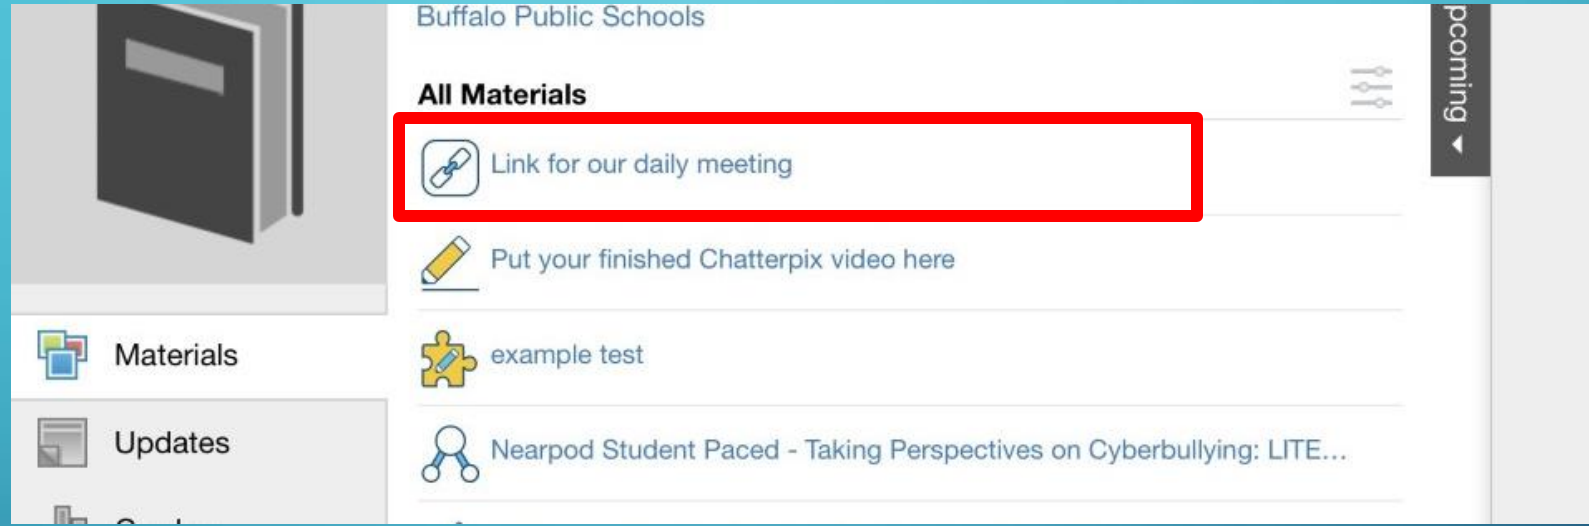 Buffalo Public Schools
All Materials
Link for our daily meeting
Put your finished Chatterpix video here
example test
Nearpod Student Paced - Taking Perspectives on Cyberbullying: LITE...
Materials
Updates
pcoming